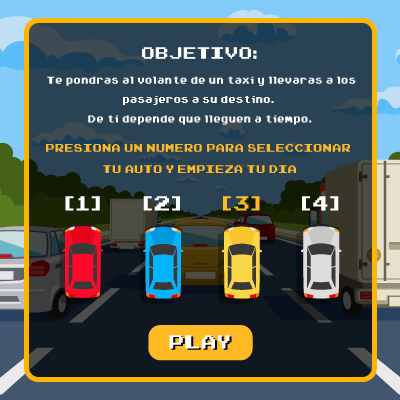 OBJETIVO:
Te pondras al volante de un taxi y llevaras a los
pasajeros a su destino.
De ti depende que lleguen a tiempo.
PRESIONA UN NUMERO PARA SELECCIONAR
TU AUTO Y EMPIEZA TU DIA
[1] [2] [3] [4]
PLAY